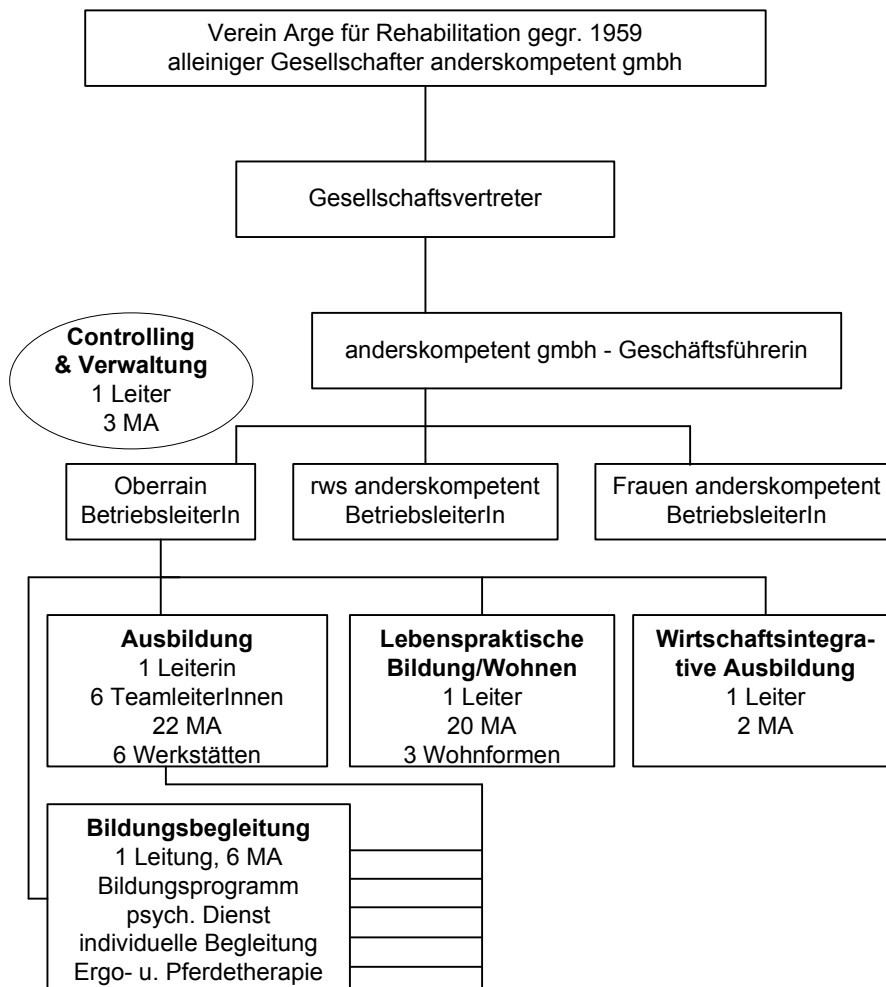 Verein Arge für Rehabilitation gegr. 1959
alleiniger Gesellschafter anderskompetent gmbh
Gesellschaftsvertreter
Controlling
& Verwaltung
1 Leiter
3 MA
anderskompetent gmbh - Geschäftsführerin
Oberrain
BetriebsleiterIn
rws anderskompetent
BetriebsleiterIn
Frauen anderskompetent
BetriebsleiterIn
Ausbildung
1 Leiterin
6 TeamleiterInnen
22 MA
6 Werkstätten
Lebenspraktische
Bildung/Wohnen
1 Leiter
20 MA
3 Wohnformen
Wirtschaftsintegra-
tive Ausbildung
1 Leiter
2 MA
Bildungsbegleitung
1 Leitung, 6 MA
Bildungsprogramm
psych. Dienst
individuelle Begleitung
Ergo- u. Pferdetherapie